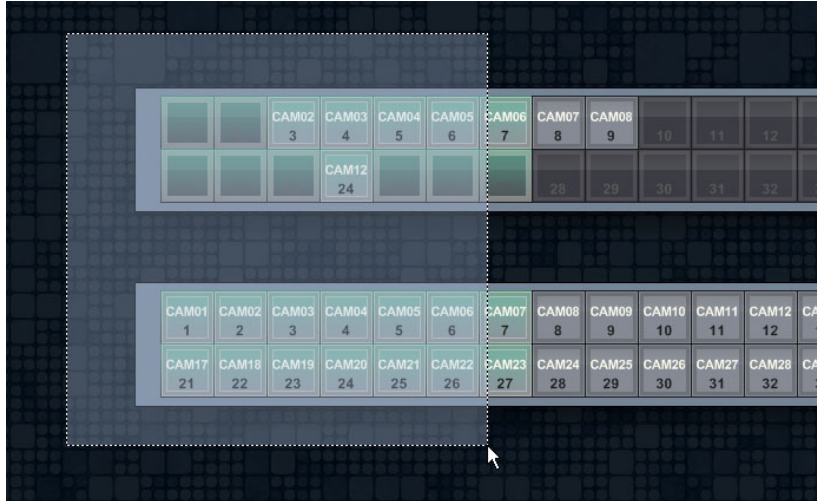 CAM02 CAM03 CAM04 CAM05 CAM06 CAM07 CAM08
3 4 5 6 7 8 9 10 11 12
CAM12
24 28 29 30 31 32
CAM01 CAM02 CAM03 CAM04 CAM05 CAM06 CAM07 CAM08 CAM09 CAM10 CAM11 CAM12 CA
1 2 3 4 5 6 7 8 9 10 11 12
CAM17 CAM18 CAM19 CAM20 CAM21 CAM22 CAM23 CAM24 CAM25 CAM26 CAM27 CAM28 CA
21 22 23 24 25 26 27 28 29 30 31 32